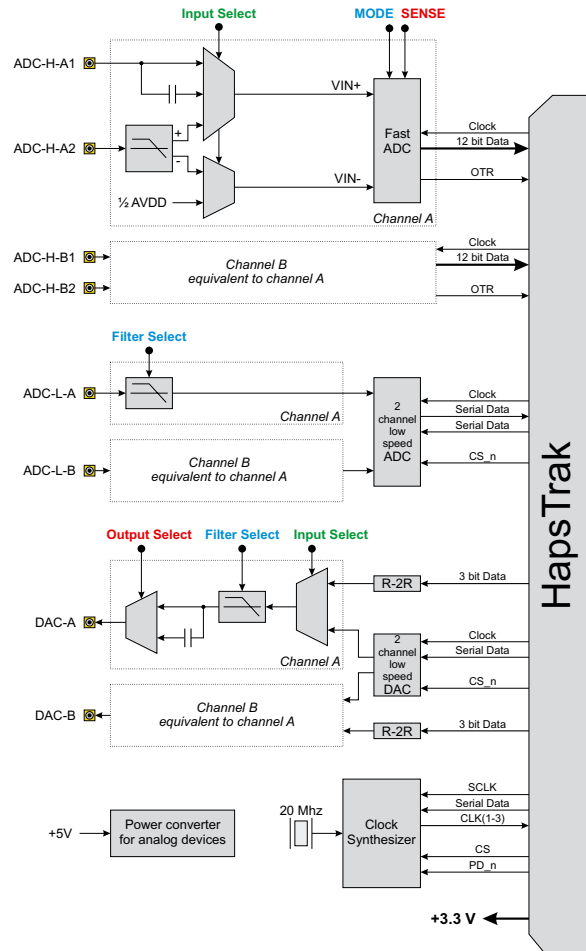 Input Select
MODE SENSE
ADC-H-A1
VIN+
ADC-H-A2
+
-
Fast
ADC
Clock
12 bit Data
OTR
½ AVDD
VIN-
Channel A
ADC-H-B1
ADC-H-B2
Channel B
equivalent to channel A
Clock
12 bit Data
OTR
Filter Select
ADC-L-A
Channel A
2
channel
low
speed
ADC
Clock
Serial Data
Serial Data
CS_n
ADC-L-B
Channel B
equivalent to channel A
HapsTrak
Output Select
Filter Select
Input Select
R-2R
3 bit Data
DAC-A
Channel A
2
channel
low
speed
DAC
Clock
Serial Data
CS_n
DAC-B
Channel B
equivalent to channel A
R-2R
3 bit Data
+5V
Power converter
for analog devices
20 Mhz
Clock
Synthesizer
SCLK
Serial Data
CLK(1-3)
CS
PD_n
+3.3 V